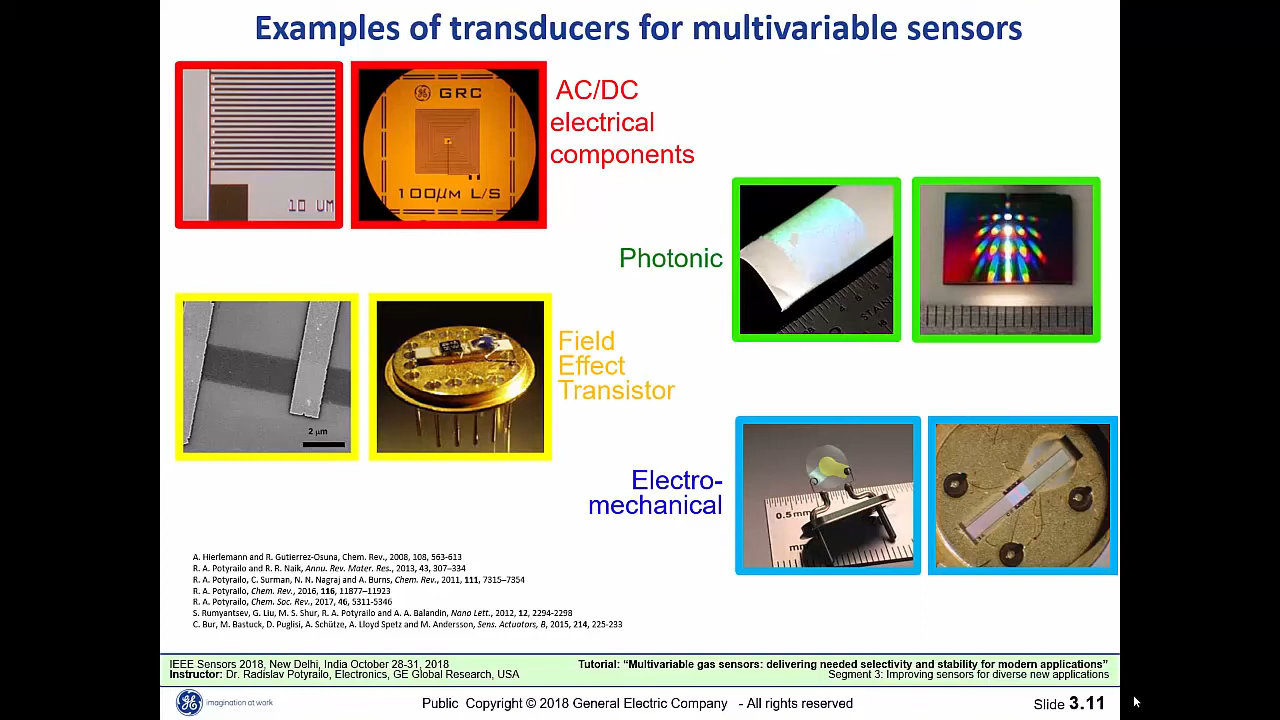 Examples of transducers for multivariable sensors
10 UM
GRC
100µM L/S
AC/DC
electrical
components
Photonic
2 µm
Field
Effect
Transistor
Electro-
mechanical
0.5mm
mm
A. Hierlemann and R. Gutierrez-Osuna, Chem. Rev., 2008, 108, 563-613
R. A. Potyrailo and R. R. Naik, Annu. Rev. Mater. Res., 2013, 43, 307–334
R. A. Potyrailo, C. Surman, N. N. Nagraj and A. Burns, Chem. Rev., 2011, 111, 7315–7354
R. A. Potyrailo, Chem. Rev., 2016, 116, 11877–11923
R. A. Potyrailo, Chem. Soc. Rev., 2017, 46, 5311-5346
S. Rumyantsev, G. Liu, M. S. Shur, R. A. Potyrailo and A. A. Balandin, Nano Lett., 2012, 12, 2294-2298
C. Bur, M. Bastuck, D. Puglisi, A. Schütze, A. Lloyd Spetz and M. Andersson, Sens. Actuators, B, 2015, 214, 225-233
IEEE Sensors 2018, New Delhi, India October 28-31, 2018
Instructor: Dr. Radislav Potyrailo, Electronics, GE Global Research, USA
Tutorial: “Multivariable gas sensors: delivering needed selectivity and stability for modern applications”
Segment 3: Improving sensors for diverse new applications
imagination at work
Public Copyright © 2018 General Electric Company - All rights reserved
Slide 3.11